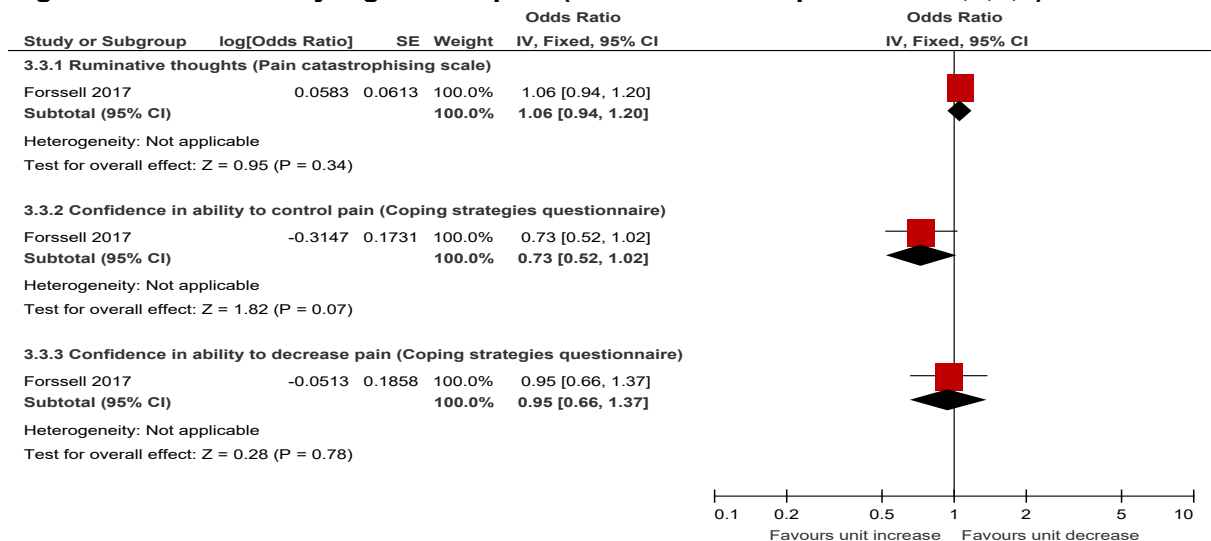 Odds Ratio Odds Ratio
Study or Subgroup log[Odds Ratio] SE Weight IV, Fixed, 95% CI IV, Fixed, 95% CI
3.3.1 Ruminative thoughts (Pain catastrophising scale)
Forssell 2017 0.0583 0.0613 100.0% 1.06 [0.94, 1.20]
Subtotal (95% CI) 100.0% 1.06 [0.94, 1.20]
Heterogeneity: Not applicable
Test for overall effect: Z = 0.95 (P = 0.34)
3.3.2 Confidence in ability to control pain (Coping strategies questionnaire)
Forssell 2017 -0.3147 0.1731 100.0% 0.73 [0.52, 1.02]
Subtotal (95% CI) 100.0% 0.73 [0.52, 1.02]
Heterogeneity: Not applicable
Test for overall effect: Z = 1.82 (P = 0.07)
3.3.3 Confidence in ability to decrease pain (Coping strategies questionnaire)
Forssell 2017 -0.0513 0.1858 100.0% 0.95 [0.66, 1.37]
Subtotal (95% CI) 100.0% 0.95 [0.66, 1.37]
Heterogeneity: Not applicable
Test for overall effect: Z = 0.28 (P = 0.78)
0.1 0.2 0.5 1 2 5 10
Favours unit increase Favours unit decrease